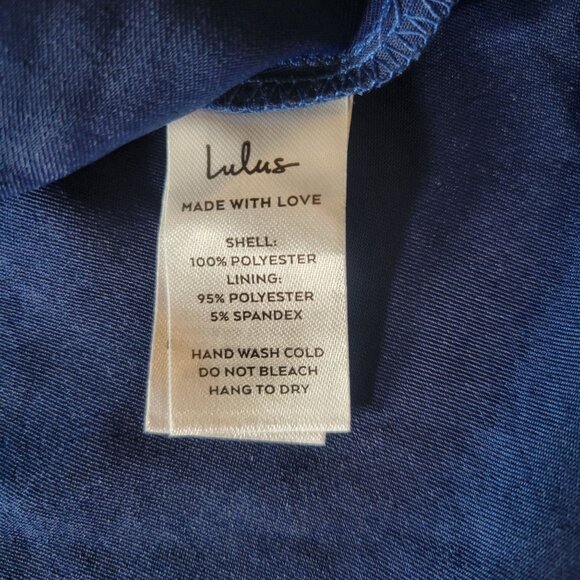 Lulus
MADE WITH LOVE
SHELL:
100% POLYESTER
LINING:
95% POLYESTER
5% SPANDEX
HAND WASH COLD
DO NOT BLEACH
HANG TO DRY